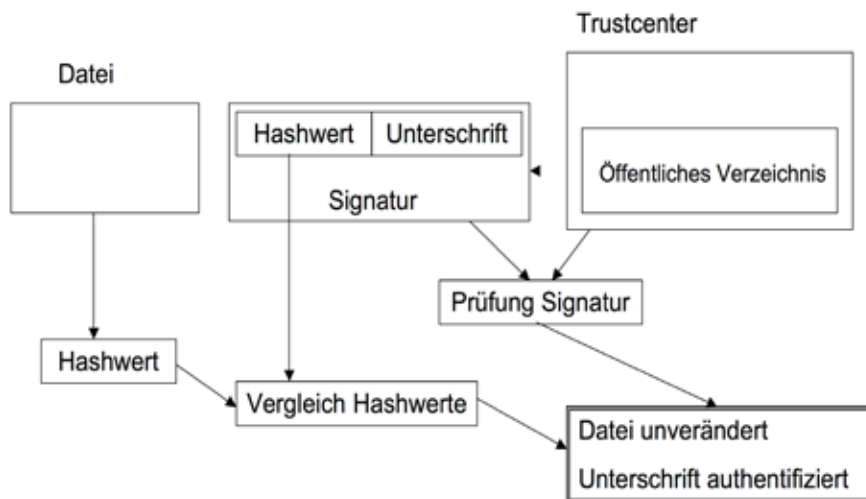 Trustcenter
Datei
Hashwert Unterschrift
Öffentliches Verzeichnis
Signatur
Prüfung Signatur
Hashwert
Vergleich Hashwerte
Datei unverändert
Unterschrift authentifiziert